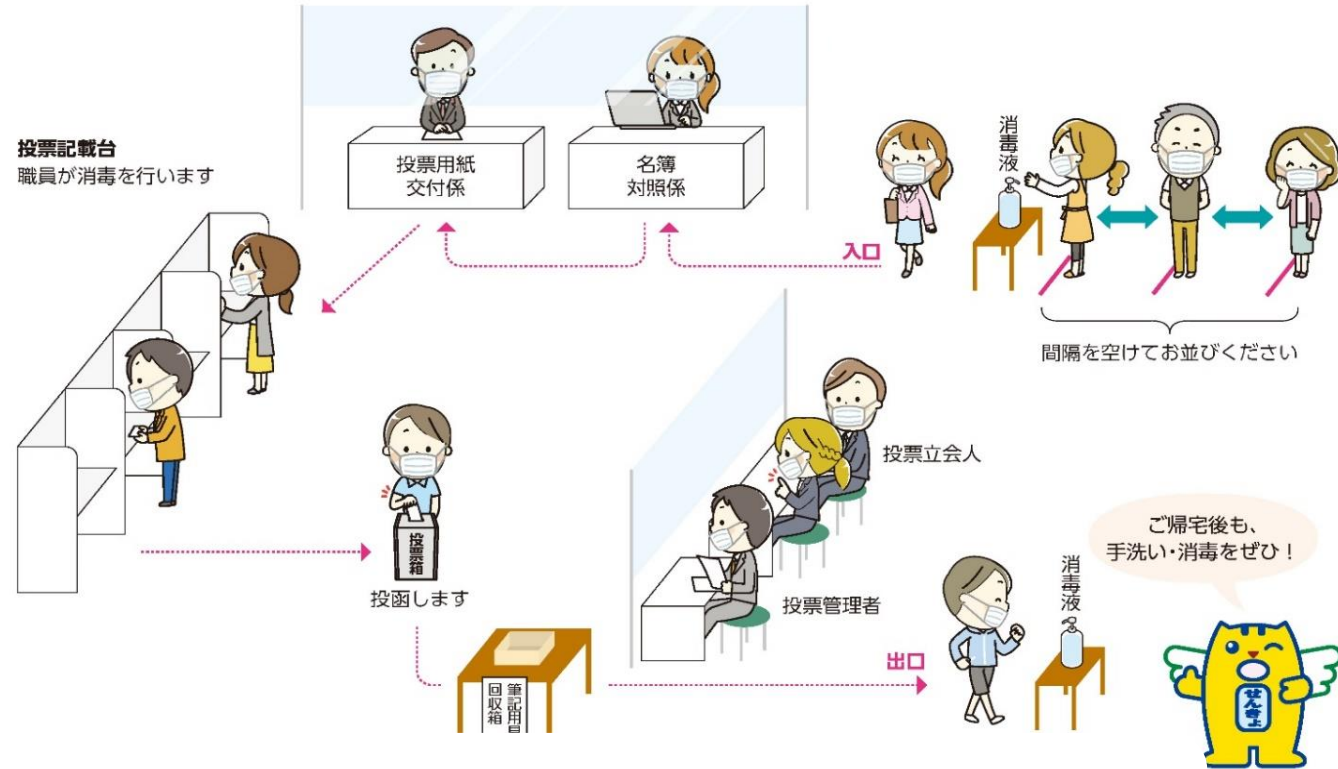 消毒液
間隔を空けてお並びください
入口
名簿
対照係
投票用紙
交付係
投票記載台
職員が消毒を行います
投票箱
投函します
筆記用具
回収箱
投票立会人
投票管理者
出口
消毒液
ご帰宅後も、
手洗い・消毒をぜひ！
せんきょ